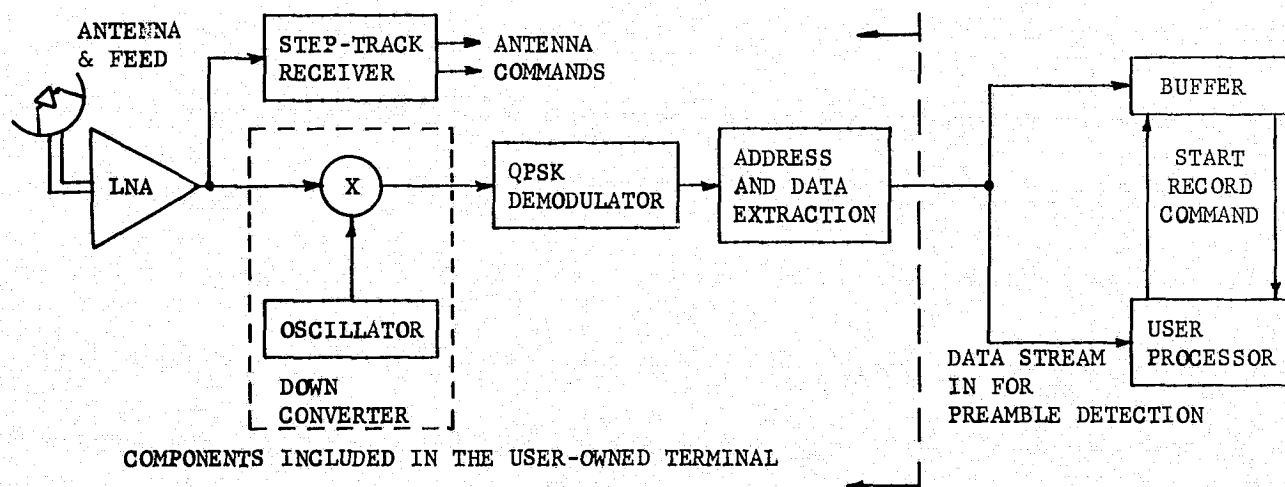 ANTENNA
& FEED
STEP-TRACK
RECEIVER
ANTENNA
COMMANDS
LNA
X
OSCILLATOR
DOWN
CONVERTER
QPSK
DEMODULATOR
ADDRESS
AND DATA
EXTRACTION
BUFFER
START
RECORD
COMMAND
USER
PROCESSOR
DATA STREAM
IN FOR
PREAMBLE DETECTION
COMPONENTS INCLUDED IN THE USER-OWNED TERMINAL